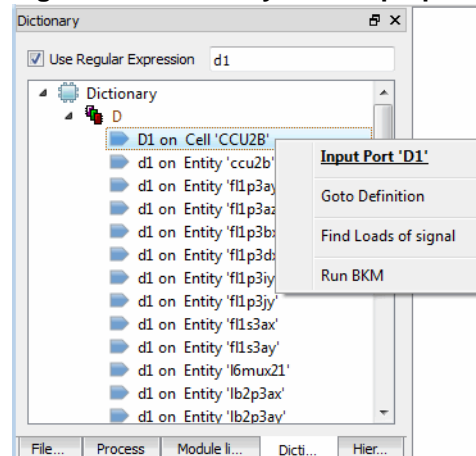 Dictionary
Use Regular Expression d1
Dictionary
D
D1 on Cell 'CCU2B'
d1 on Entity 'ccu2b'
d1 on Entity 'fl1p3ay
d1 on Entity 'fl1p3az
d1 on Entity 'fl1p3bx
d1 on Entity 'fl1p3dx
d1 on Entity 'fl1p3iy'
d1 on Entity 'fl1p3jy'
d1 on Entity 'fl1s3ax'
d1 on Entity 'fl1s3ay'
d1 on Entity 'l6mux21'
d1 on Entity 'lb2p3ax'
d1 on Entity 'lb2p3ay'
Input Port 'D1'
Goto Definition
Find Loads of signal
Run BKM
File... Process Module li... Dicti... Hier...